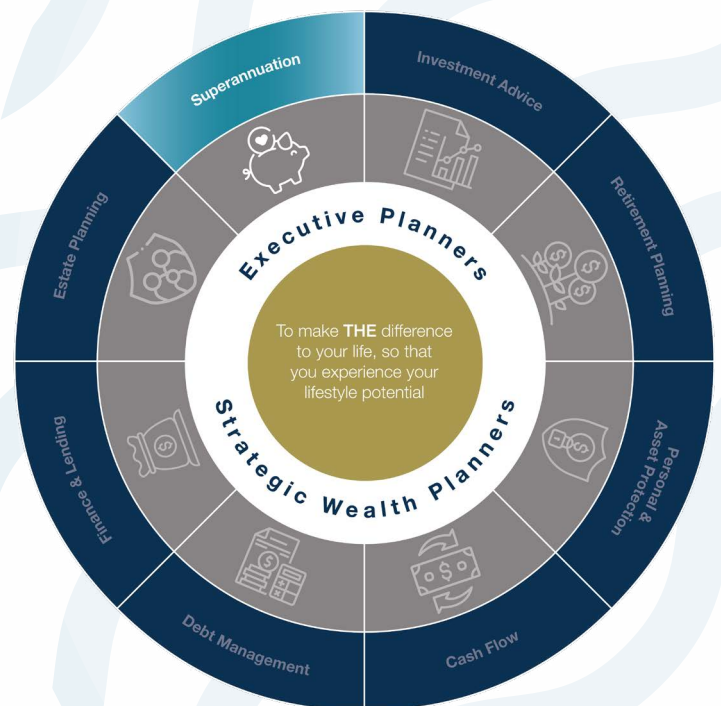 Superannuation
Investment Advice
Retirement Planning
Personal &
Asset Protection
Cash Flow
Debt Management
Finance & Lending
Estate Planning
Executive Planners
To make THE difference
to your life, so that
you experience your
lifestyle potential
Strategic Wealth Planners